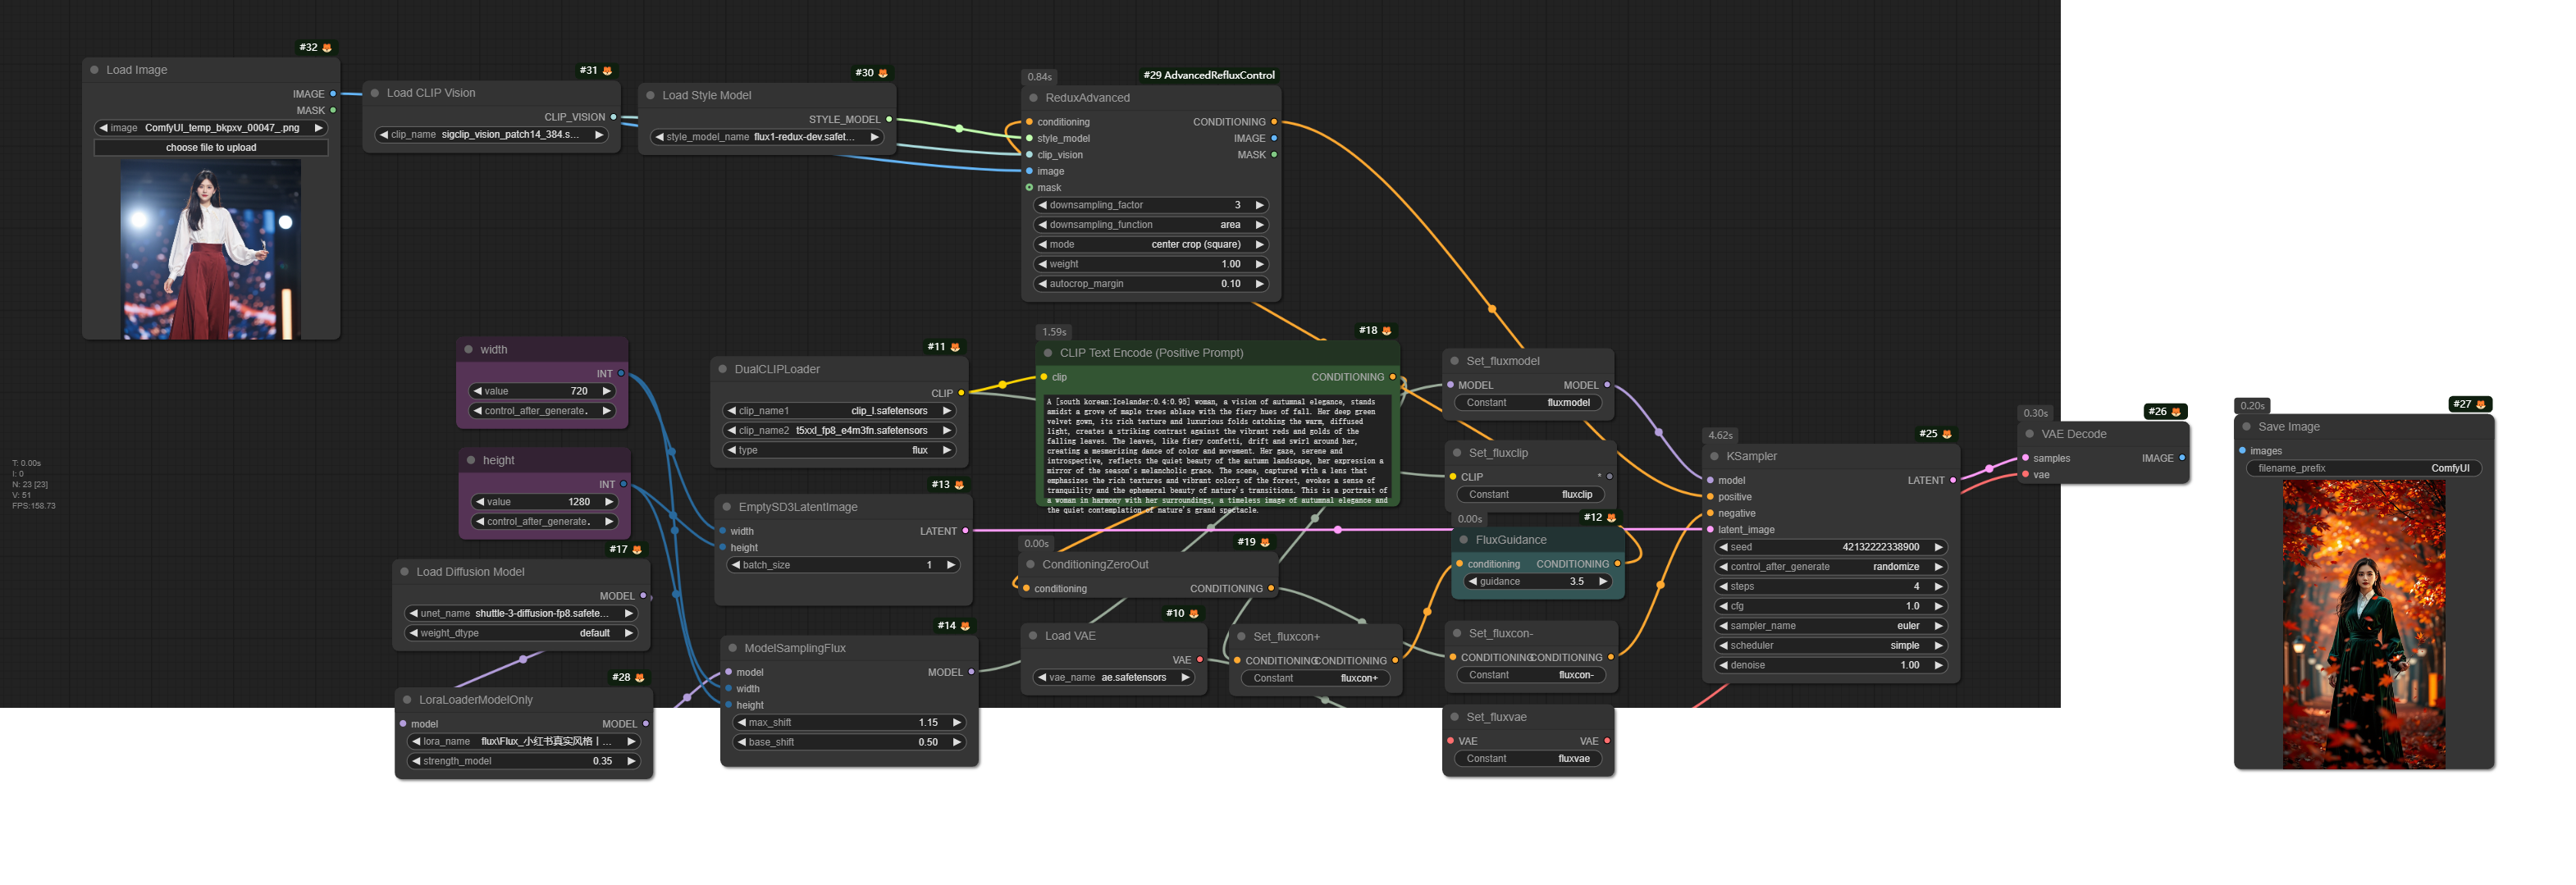 #32
Load Image
IMAGE
MASK
image ComfyUI_temp_bkpxv_00047_.png
choose file to upload
#31
Load CLIP Vision
CLIP_VISION
clip_name sigclip_vision_patch14_384.s...
#30
Load Style Model
STYLE_MODEL
style_model_name flux1-redux-dev.safet...
0.84s
#29 AdvancedRefluxControl
ReduxAdvanced
conditioning CONDITIONING
style_model IMAGE
clip_vision MASK
image
mask
downsampling_factor 3
downsampling_function area
mode center crop (square)
weight 1.00
autocrop_margin 0.10
width
INT
value 720
control_after_generate.
height
INT
value 1280
control_after_generate.
T: 0.00s
I: 0
N: 23 [23]
V: 51
FPS:158.73
#17
Load Diffusion Model
MODEL
unet_name shuttle-3-diffusion-fp8.safete...
weight_dtype default
#28
LoraLoaderModelOnly
model MODEL
lora_name flux\Flux_小红书真实风格丨...
strength_model 0.35
#11
DualCLIPLoader
CLIP
clip_name1 clip_l.safetensors
clip_name2 t5xxl_fp8_e4m3fn.safetensors
type flux
#13
EmptySD3LatentImage
width LATENT
height
batch_size 1
#14
ModelSamplingFlux
model MODEL
width
height
max_shift 1.15
base_shift 0.50
1.59s
#18
CLIP Text Encode (Positive Prompt)
clip CONDITIONING
A [south korean:Icelander:0.4:0.95] woman, a vision of autumnal elegance, stands
amidst a grove of maple trees ablaze with the fiery hues of fall. Her deep green
velvet gown, its rich texture and luxurious folds catching the warm, diffused
light, creates a striking contrast against the vibrant reds and golds of the
falling leaves. The leaves, like fiery confetti, drift and swirl around her,
creating a mesmerizing dance of color and movement. Her gaze, serene and
introspective, reflects the quiet beauty of the autumn landscape, her expression a
mirror of the season's melancholic grace. The scene, captured with a lens that
emphasizes the rich textures and vibrant colors of the forest, evokes a sense of
tranquility and the ephemeral beauty of nature's transitions. This is a portrait of
a woman in harmony with her surroundings, a timeless image of autumnal elegance and
the quiet contemplation of nature's grand spectacle.
0.00s
#19
ConditioningZeroOut
conditioning CONDITIONING
#10
Load VAE
VAE
vae_name ae.safetensors
Set_fluxcon+
CONDITIONING CONDITIONING
Constant fluxcon+
Set_fluxmodel
MODEL MODEL
Constant fluxmodel
Set_fluxclip
CLIP *
Constant fluxclip
0.00s
#12
FluxGuidance
conditioning CONDITIONING
guidance 3.5
Set_fluxcon-
CONDITIONING CONDITIONING
Constant fluxcon-
Set_fluxvae
VAE VAE
Constant fluxvae
4.62s
#25
KSampler
model LATENT
positive
negative
latent_image
seed 42132222338900
control_after_generate randomize
steps 4
cfg 1.0
sampler_name euler
scheduler simple
denoise 1.00
0.30s
#26
VAE Decode
samples IMAGE
vae
0.20s
#27
Save Image
images
filename_prefix ComfyUI